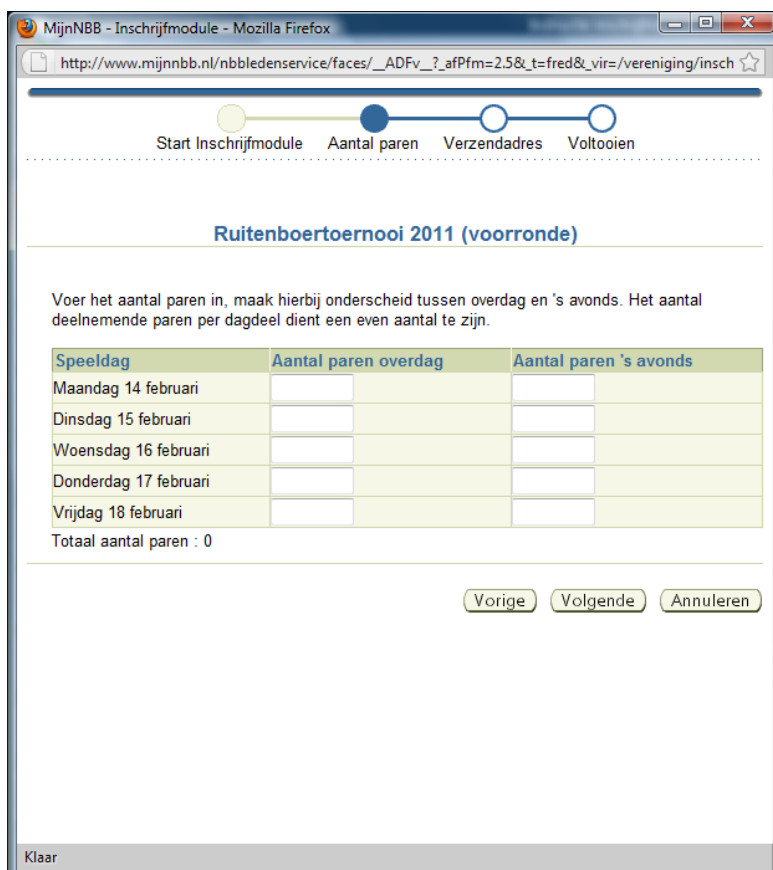 MijnNBB - Inschrijfmodule - Mozilla Firefox
http://www.mijnnbb.nl/nbbledenservice/faces/__ADFv__?_afPfm=2.5&_t=fred&_vir=/vereniging/insch
Start Inschrijfmodule Aantal paren Verzendadres Voltooien
Ruitenboertoernooi 2011 (voorronde)
Voer het aantal paren in, maak hierbij onderscheid tussen overdag en 's avonds. Het aantal
deelnemende paren per dagdeel dient een even aantal te zijn.
Speeldag Aantal paren overdag Aantal paren 's avonds
Maandag 14 februari
Dinsdag 15 februari
Woensdag 16 februari
Donderdag 17 februari
Vrijdag 18 februari
Totaal aantal paren : 0
Vorige Volgende Annuleren
Klaar